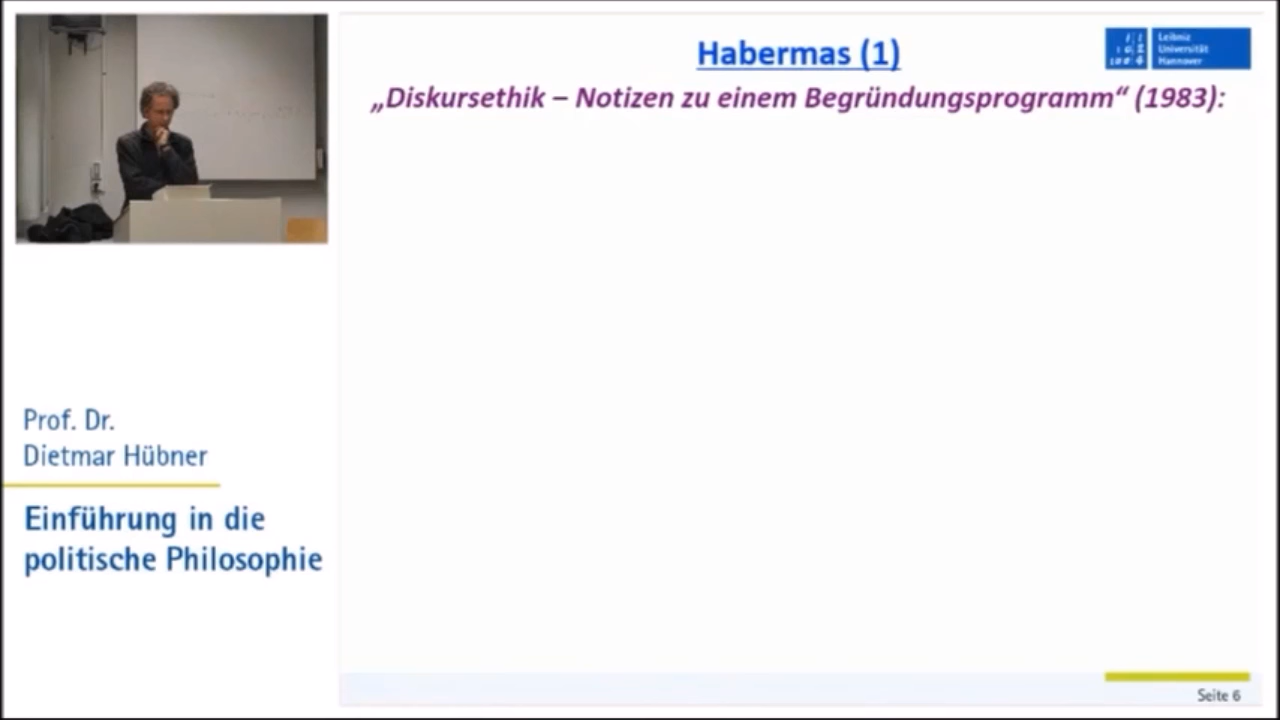 Habermas (1)
Leibniz
Universität
Hannover
„Diskursethik – Notizen zu einem Begründungsprogramm“ (1983):
Prof. Dr.
Dietmar Hübner
Einführung in die
politische Philosophie
Seite 6